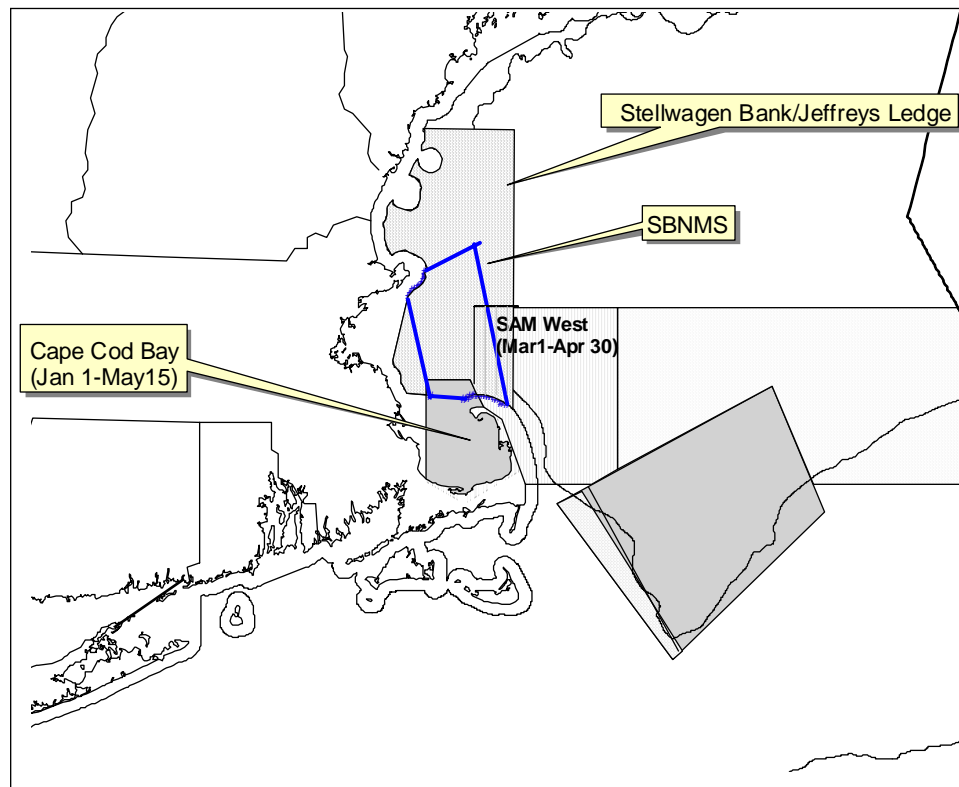 Stellwagen Bank/Jeffreys Ledge
SBNMS
SAM West
(Mar1-Apr 30)
Cape Cod Bay
(Jan 1-May15)